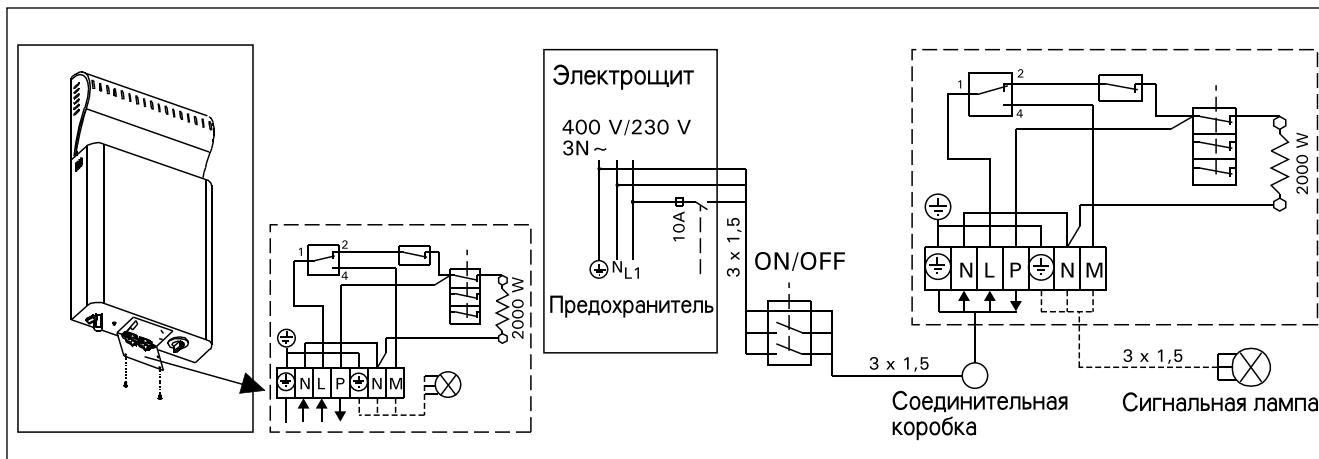 1
2
4
2000 W
N L P N M
Электрощит
400 V/230 V
3N ~
10A
3 x 1,5
N L1
Предохранитель
ON/OFF
3 x 1,5
Соединительная
коробка
1
2
4
2000 W
N L P N M
3 x 1,5
Сигнальная лампа